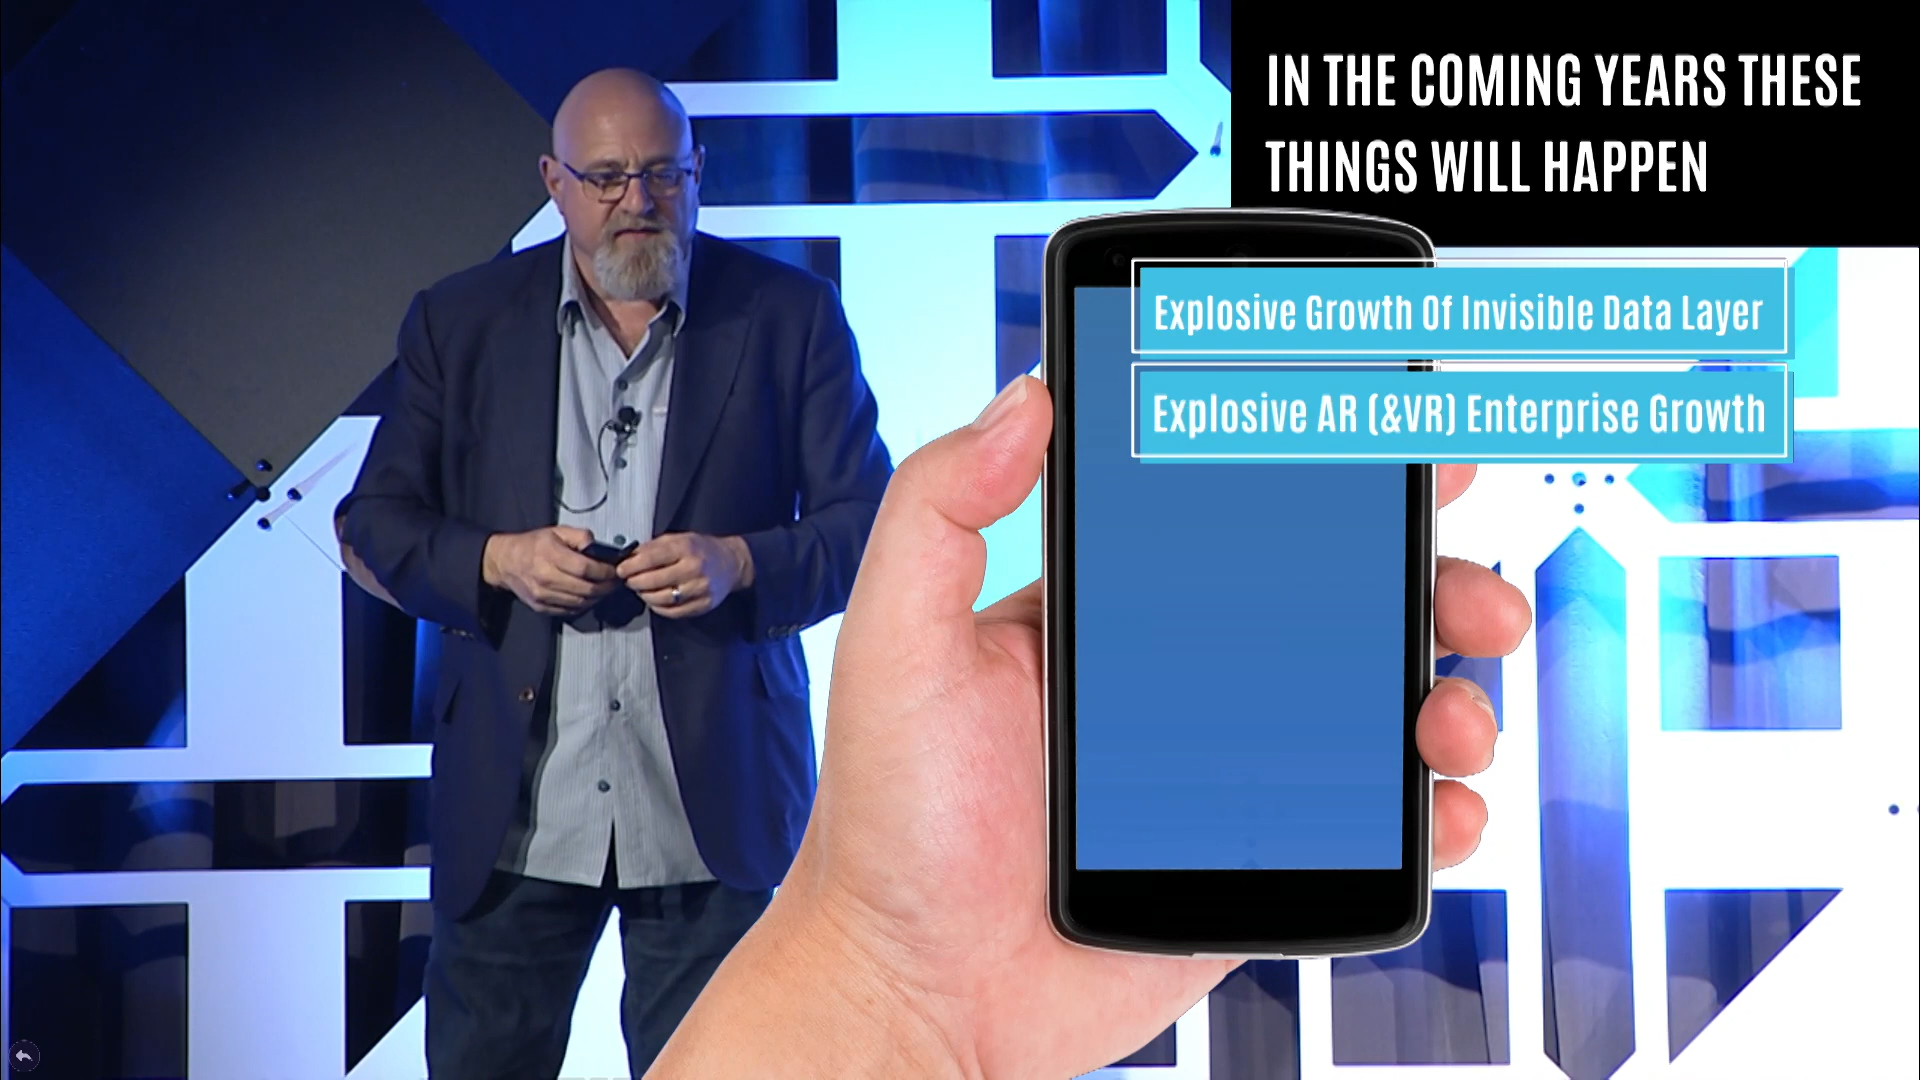 IN THE COMING YEARS THESE
THINGS WILL HAPPEN
Explosive Growth Of Invisible Data Layer
Explosive AR (&VR) Enterprise Growth